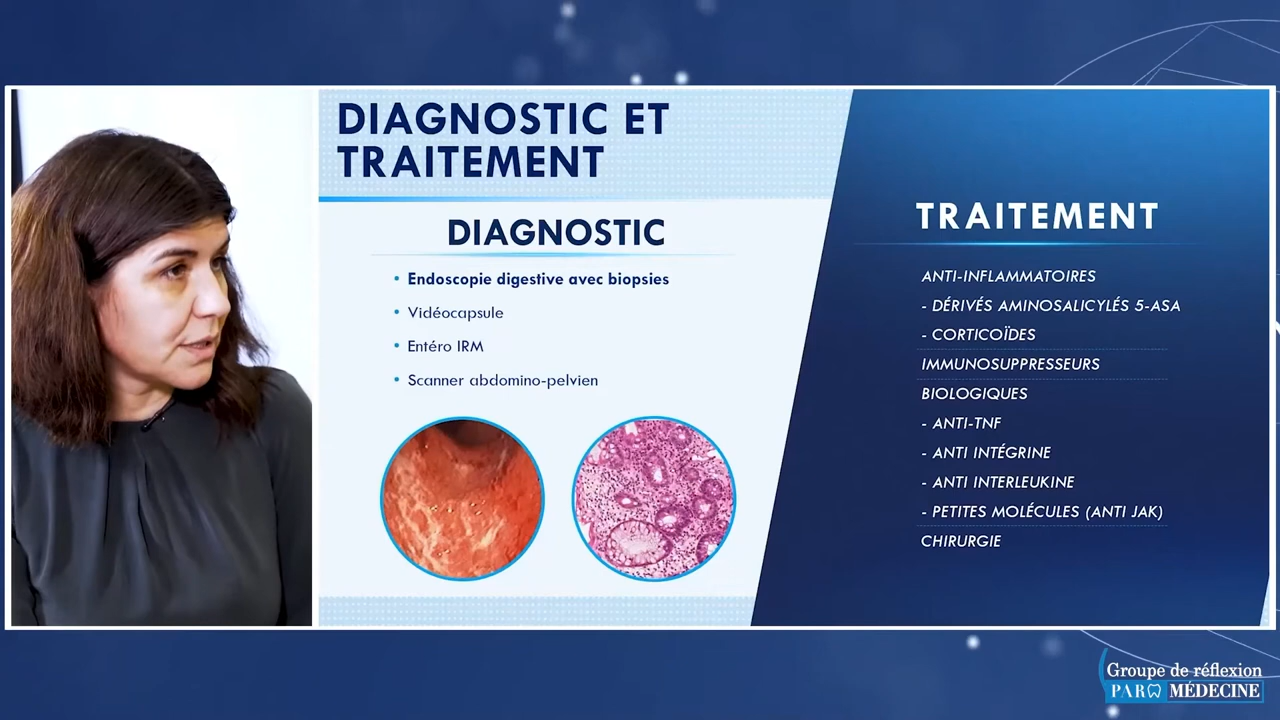 DIAGNOSTIC ET
TRAITEMENT
DIAGNOSTIC
• Endoscopie digestive avec biopsies
• Vidéocapsule
• Entéro IRM
• Scanner abdomino-pelvien
TRAITEMENT
ANTI-INFLAMMATOIRES
- DÉRIVÉS AMINOSALICYLÉS 5-ASA
- CORTICOÏDES
IMMUNOSUPPRESSEURS
BIOLOGIQUES
- ANTI-TNF
- ANTI INTÉGRINE
- ANTI INTERLEUKINE
- PETITES MOLÉCULES (ANTI JAK)
CHIRURGIE
Groupe de réflexion
PARO MÉDECINE